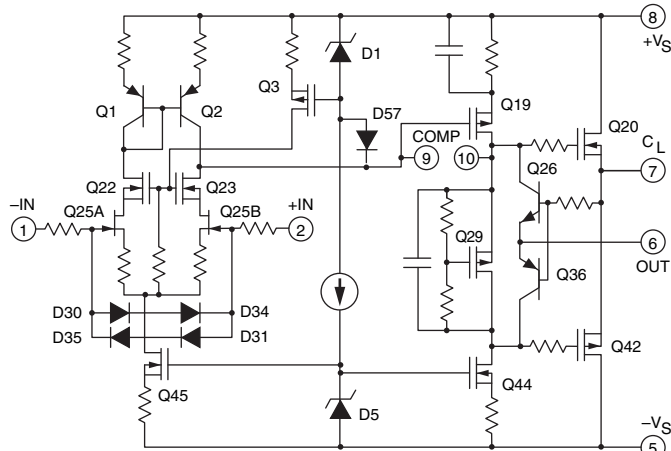 8
+VS
D1
Q3
Q1
Q2
Q19
D57
COMP
9
10
Q20
CL
7
Q26
Q22
Q23
–IN
1
Q25A
Q25B
+IN
2
Q29
6
OUT
Q36
D30
D34
D35
D31
Q42
Q45
D5
Q44
–VS
5